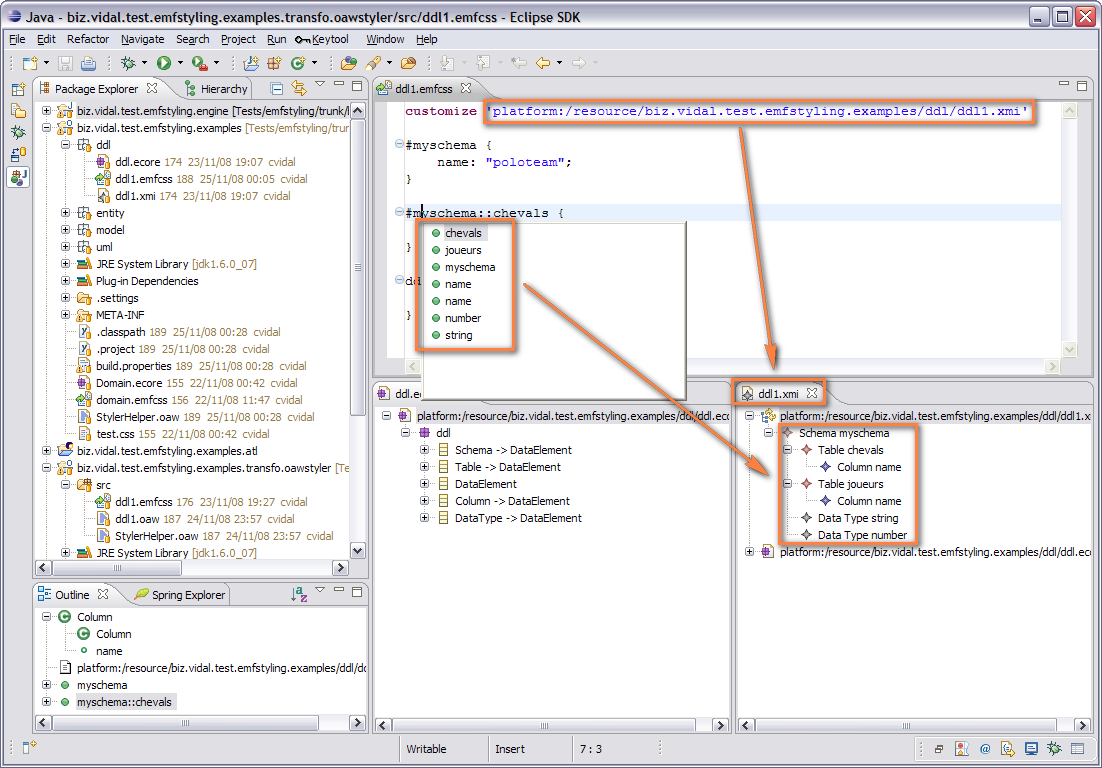 Java - biz.vidal.test.emfstyling.examples.transfo.oawstyler/src/ddl1.emfcss - Eclipse SDK
File Edit Refactor Navigate Search Project Run Keytool Window Help
Package Explorer Hierarchy
biz.vidal.test.emfstyling.engine [Tests/emfstyling/trunk/
biz.vidal.test.emfstyling.examples [Tests/emfstyling/trun
ddl
ddl.ecore 174 23/11/08 19:07 cvidal
ddl1.emfcss 188 25/11/08 00:05 cvidal
ddl1.xmi 174 23/11/08 19:07 cvidal
entity
model
uml
JRE System Library [jdk1.6.0_07]
Plug-in Dependencies
.settings
META-INF
.classpath 189 25/11/08 00:28 cvidal
.project 189 25/11/08 00:28 cvidal
build.properties 189 25/11/08 00:28 cvidal
Domain.ecore 155 22/11/08 00:42 cvidal
domain.emfcss 156 22/11/08 11:47 cvidal
StylerHelper.oaw 189 25/11/08 00:28 cvidal
test.css 155 22/11/08 00:42 cvidal
biz.vidal.test.emfstyling.examples.atl
biz.vidal.test.emfstyling.examples.transfo.oawstyler [Te
src
ddl1.emfcss 176 23/11/08 19:27 cvidal
ddl1.oaw 187 24/11/08 23:57 cvidal
StylerHelper.oaw 187 24/11/08 23:57 cvidal
JRE System Library [jdk1.6.0_07]
Outline Spring Explorer
Column
Column
name
platform:/resource/biz.vidal.test.emfstyling.examples/ddl/dd
myschema
myschema::chevals
ddl1.emfcss
customize 'platform:/resource/biz.vidal.test.emfstyling.examples/ddl/ddl1.xmi'
#myschema {
name: "poloteam";
}
#myschema::chevals {
}
dd
}
chevals
joueurs
myschema
name
name
number
string
ddl.e
platform:/resource/biz.vidal.test.emfstyling.examples/ddl/ddl.eco
ddl
Schema -> DataElement
Table -> DataElement
DataElement
Column -> DataElement
DataType -> DataElement
ddl1.xmi
platform:/resource/biz.vidal.test.emfstyling.examples/ddl/ddl1.x
Schema myschema
Table chevals
Column name
Table joueurs
Column name
Data Type string
Data Type number
platform:/resource/biz.vidal.test.emfstyling.examples/ddl/ddl.eco
Writable Insert 7 : 3